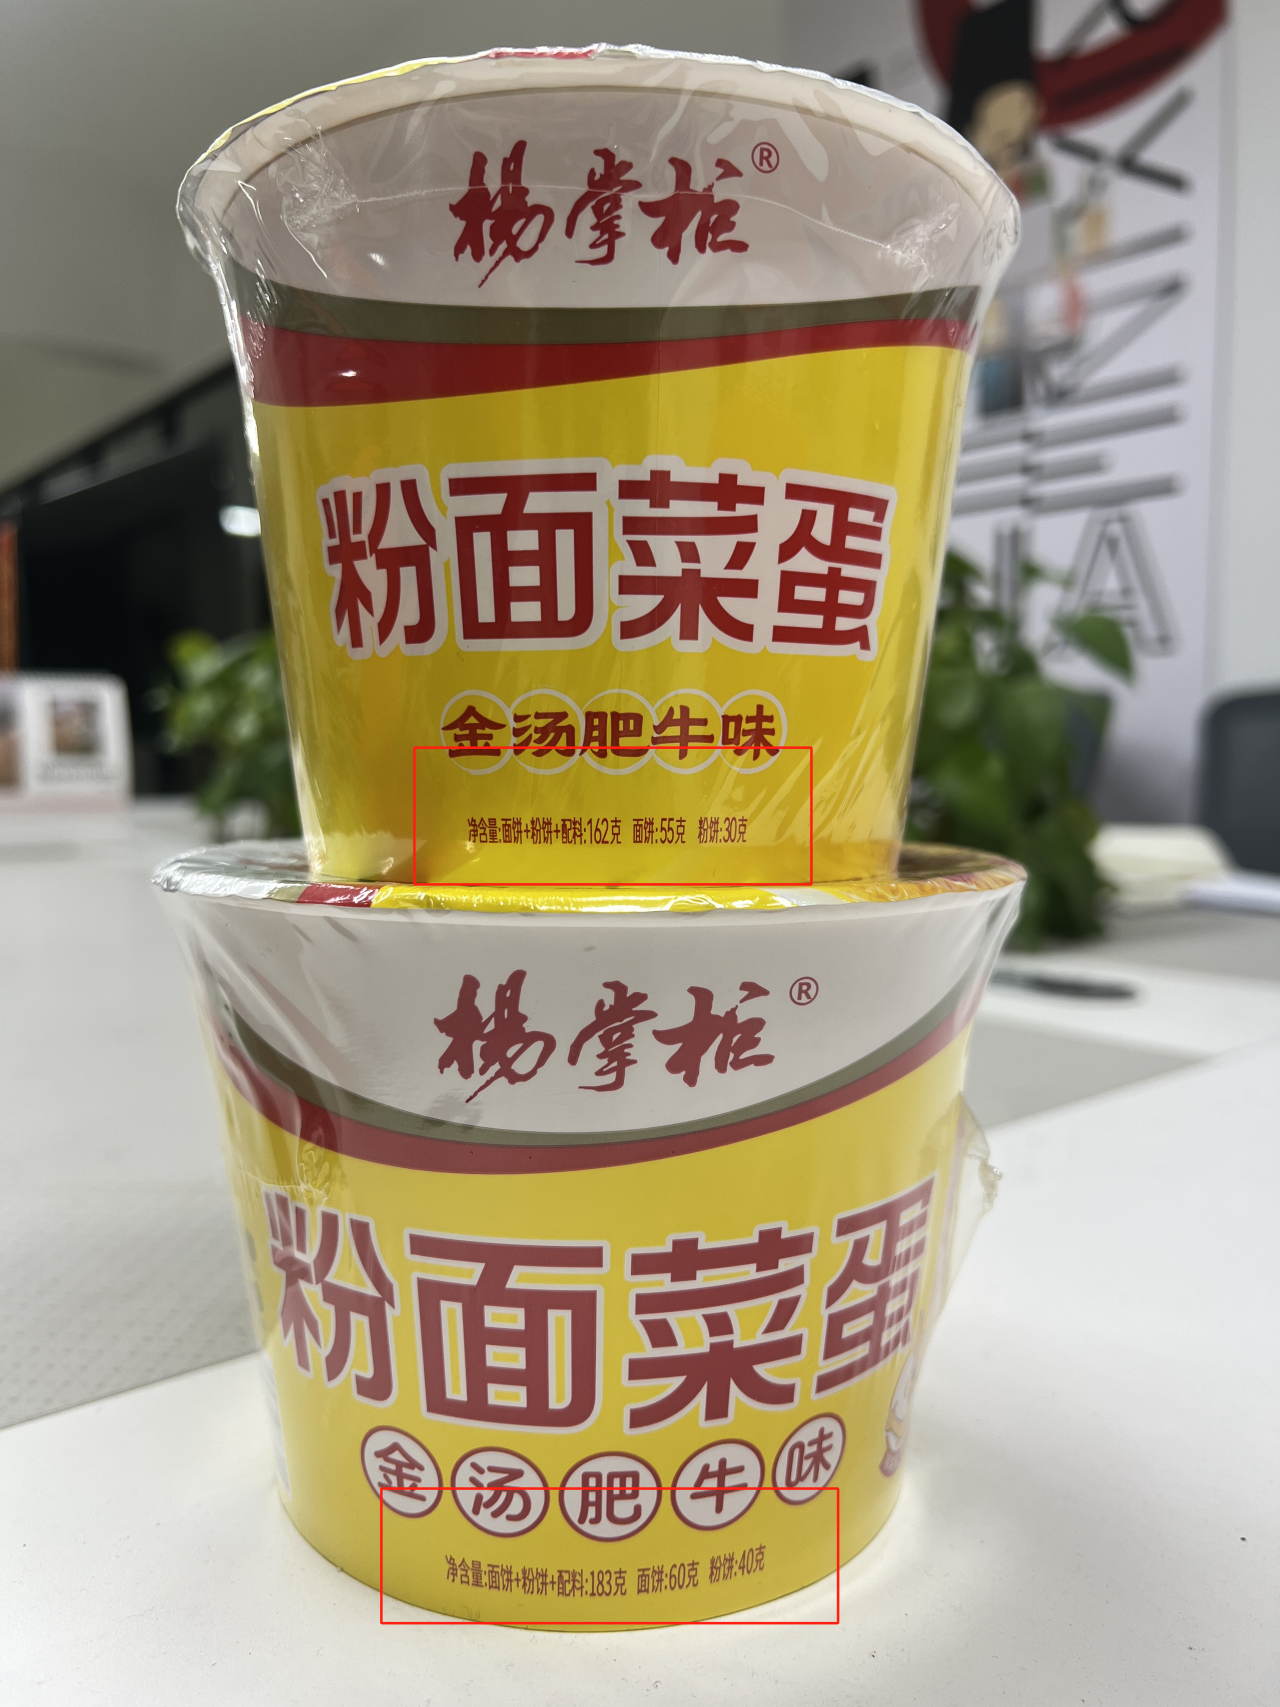 楊掌柜®
粉面菜蛋
金汤肥牛味
净含量:面饼+粉饼+配料:162克 面饼:55克 粉饼:30克
楊掌柜®
粉面菜蛋
金汤肥牛味
净含量:面饼+粉饼+配料:183克 面饼:60克 粉饼:40克